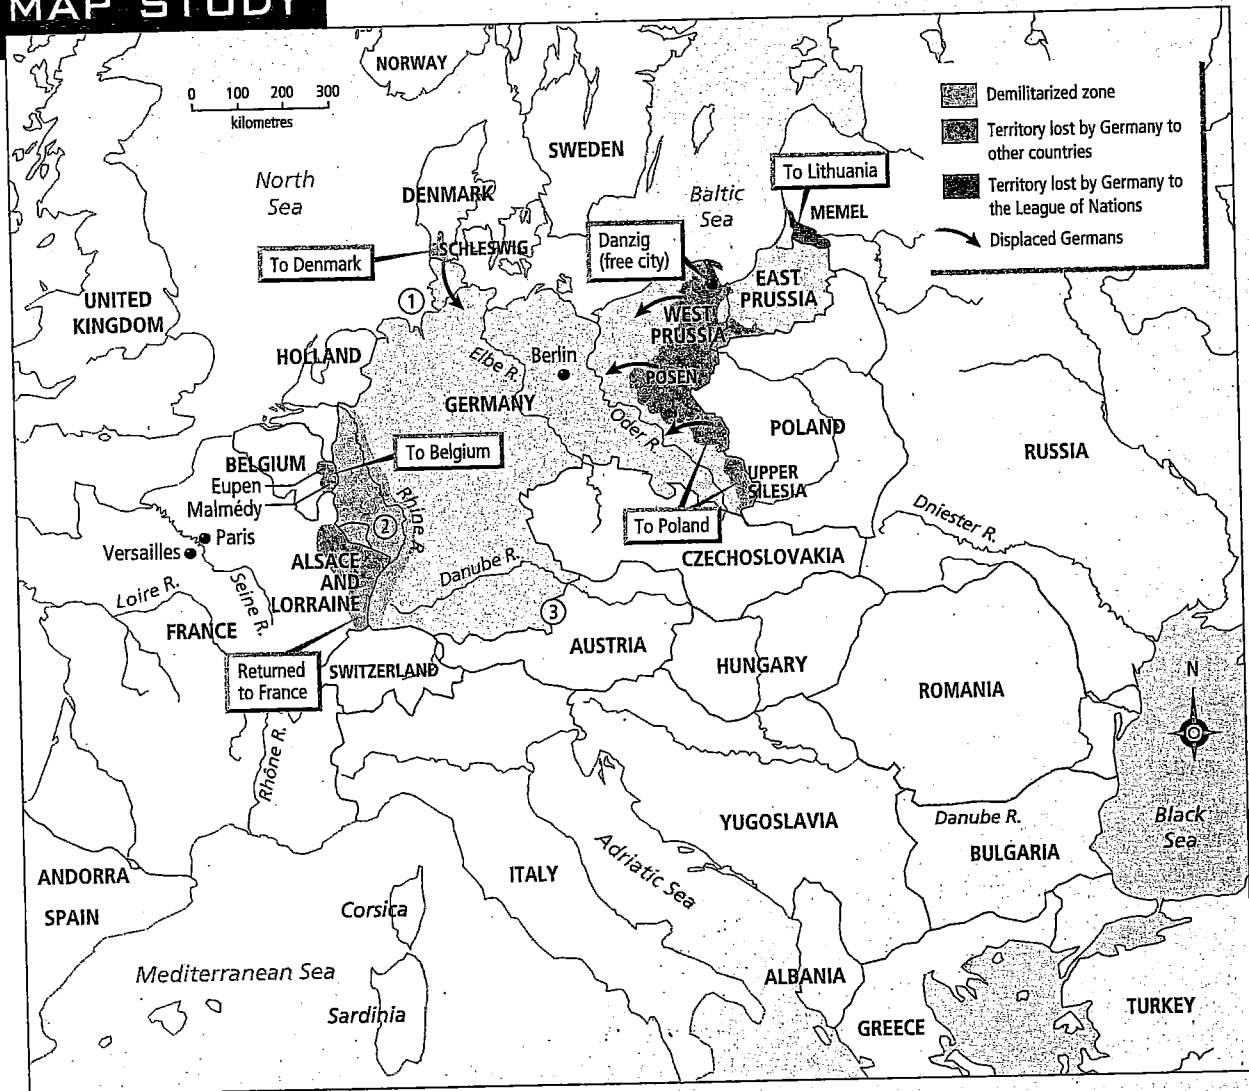 MAP STUDY
NORWAY
0 100 200 300
kilometres
SWEDEN
North
Sea
DENMARK
Baltic
Sea
To Lithuania
MEMEL
Demilitarized zone
Territory lost by Germany to
other countries
Territory lost by Germany to
the League of Nations
Displaced Germans
To Denmark
SCHLESWIG
Danzig
(free city)
EAST
PRUSSIA
UNITED
KINGDOM
1
WEST
PRUSSIA
HOLLAND
Elbe R.
Berlin
POSEN
GERMANY
Oder R.
POLAND
RUSSIA
BELGIUM
To Belgium
Eupen
Malmédy
UPPER
SILESIA
Rhine R.
2
To Poland
Dniester R.
Paris
Versailles
ALSACE
AND
LORRAINE
Danube R.
CZECHOSLOVAKIA
Loire R.
Seine R.
3
FRANCE
AUSTRIA
HUNGARY
Returned
to France
SWITZERLAND
ROMANIA
N
Rhône R.
YUGOSLAVIA
Danube R.
Black
Sea
BULGARIA
ANDORRA
SPAIN
ITALY
Adriatic Sea
Corsica
Mediterranean Sea
Sardinia
ALBANIA
GREECE
TURKEY